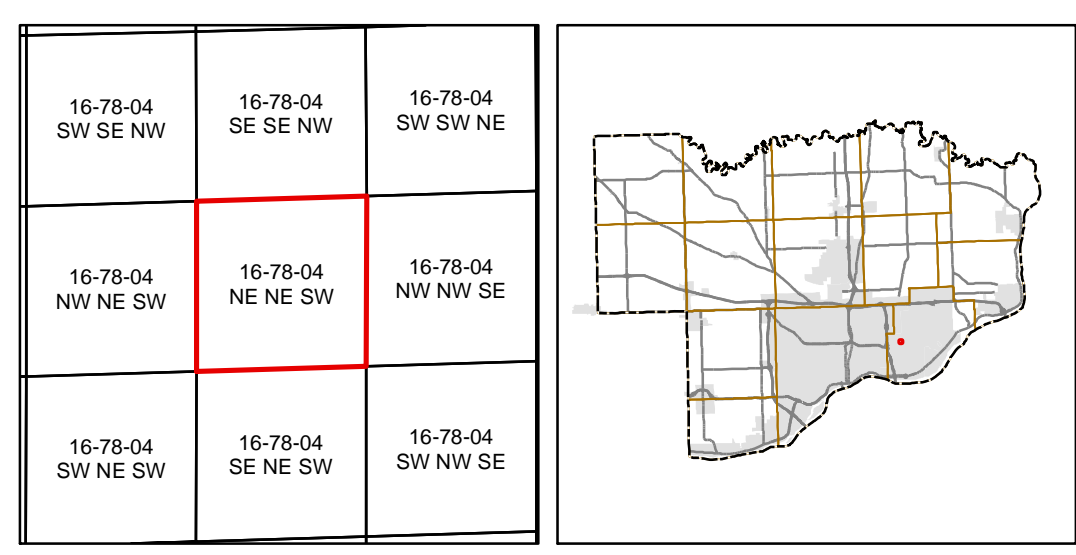 16-78-04
SW SE NW
16-78-04
SE SE NW
16-78-04
SW SW NE
16-78-04
NW NE SW
16-78-04
NE NE SW
16-78-04
NW NW SE
16-78-04
SW NE SW
16-78-04
SE NE SW
16-78-04
SW NW SE